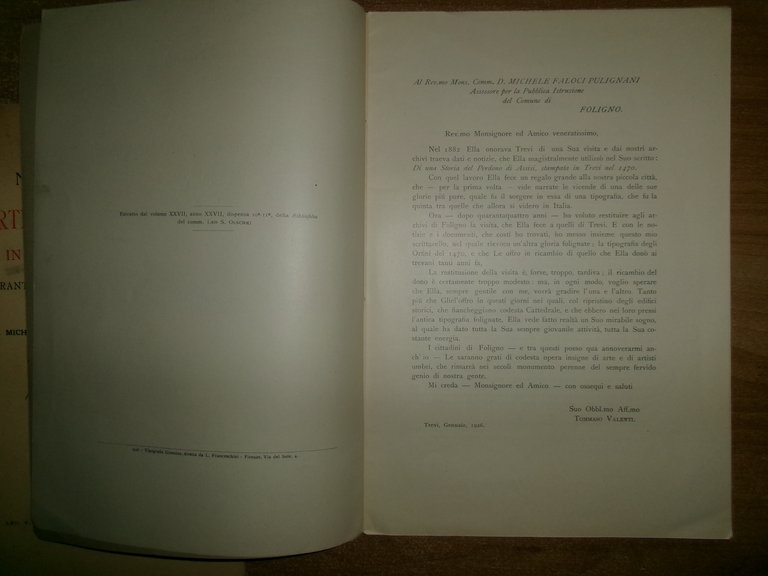 N
RTI
IN
RANT
MICH
Estratto dal volume XXVII, anno XXVII, dispensa 10ª-11ª, della Bibliofilia
del comm. Leo S. Olschki
Tipografia Giuntina, diretta da L. Franceschini - Firenze, Via del Sole, 4
Al Rev.mo Mons. Comm. D. MICHELE FALOCI PULIGNANI
Assessore per la Pubblica Istruzione
del Comune di
FOLIGNO.
Rev.mo Monsignore ed Amico veneratissimo,
Nel 1882 Ella onorava Trevi di una Sua visita e dai nostri ar-
chivi traeva dati e notizie, che Ella magistralmente utilizzò nel Suo scritto:
Di una Storia del Perdono di Assisi, stampata in Trevi nel 1470.
Con quel lavoro Ella fece un regalo grande alla nostra piccola città,
che — per la prima volta — vide narrate le vicende di una delle sue
glorie più pure, quale fu il sorgere in essa di una tipografia, che fu la
quinta tra quelle che allora si videro in Italia.
Ora — dopo quarantaquattro anni — ho voluto restituire agli ar-
chivi di Foligno la visita, che Ella fece a quelli di Trevi. E con le no-
tizie e i documenti, che costì ho trovati, ho messo insieme questo mio
scritterello, nel quale rievoco un'altra gloria folignate: la tipografia degli
Orfini del 1470, e che Le offro in ricambio di quello che Ella donò ai
trevani tanti anni fa.
La restituzione della visita è, forse, troppo, tardiva; il ricambio del
dono è certamente troppo modesto: ma, in ogni modo, voglio sperare
che Ella, sempre gentile con me, vorrà gradire l'una e l'altro. Tanto
più che Gliel'offro in questi giorni nei quali, col ripristino degli edifici
storici, che fiancheggiano codesta Cattedrale, e che ebbero nei loro pressi
l'antica tipografia folignate, Ella vede fatto realtà un Suo mirabile sogno,
al quale ha dato tutta la Sua sempre giovanile attività, tutta la Sua co-
stante energia.
I cittadini di Foligno — e tra questi posso qua annoverarmi an-
ch'io — Le saranno grati di codesta opera insigne di arte e di artisti
umbri, che rimarrà nei secoli monumento perenne del sempre fervido
genio di nostra gente.
Mi creda — Monsignore ed Amico — con ossequi e saluti
Suo Obbl.mo Aff.mo
Tommaso Valenti.
Trevi, Gennaio, 1926.